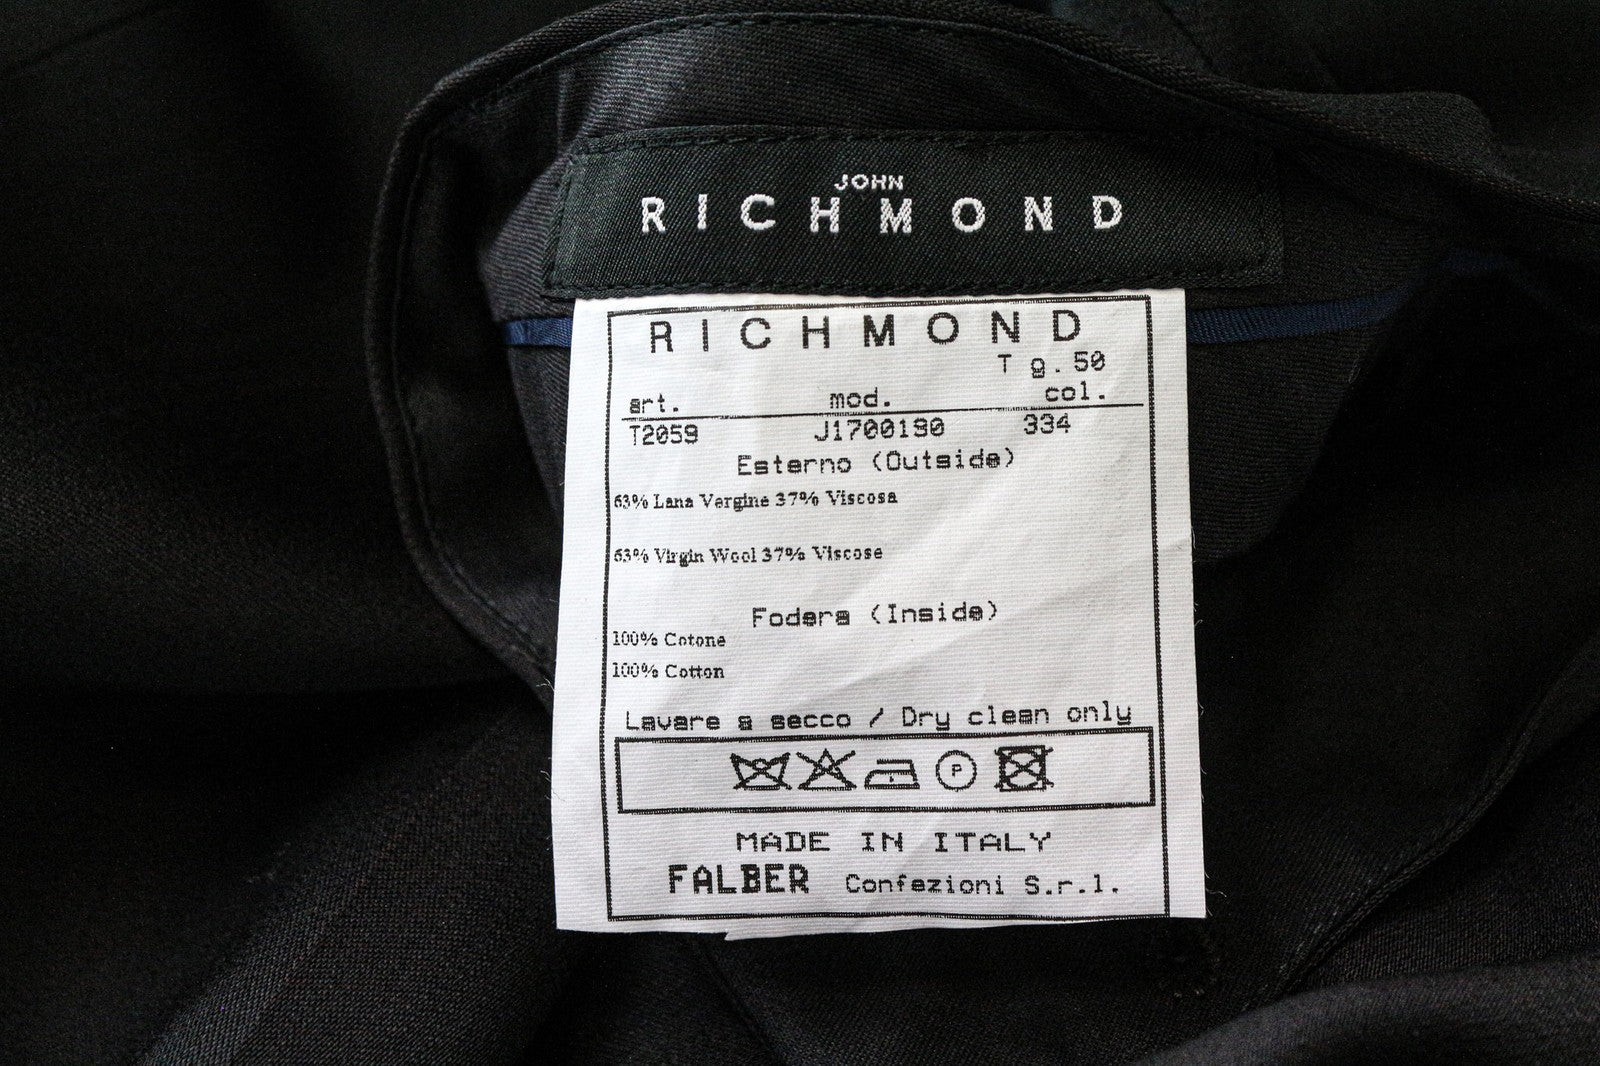 JOHN
RICHMOND
RICHMOND
Tg.50
art. mod. col.
T2059 J1700190 334
Esterno (Outside)
63% Lana Vergine 37% Viscosa
63% Virgin Wool 37% Viscose
Fodera (Inside)
100% Cotone
100% Cotton
Lavare a secco / Dry clean only
P
MADE IN ITALY
FALBER Confezioni S.r.l.